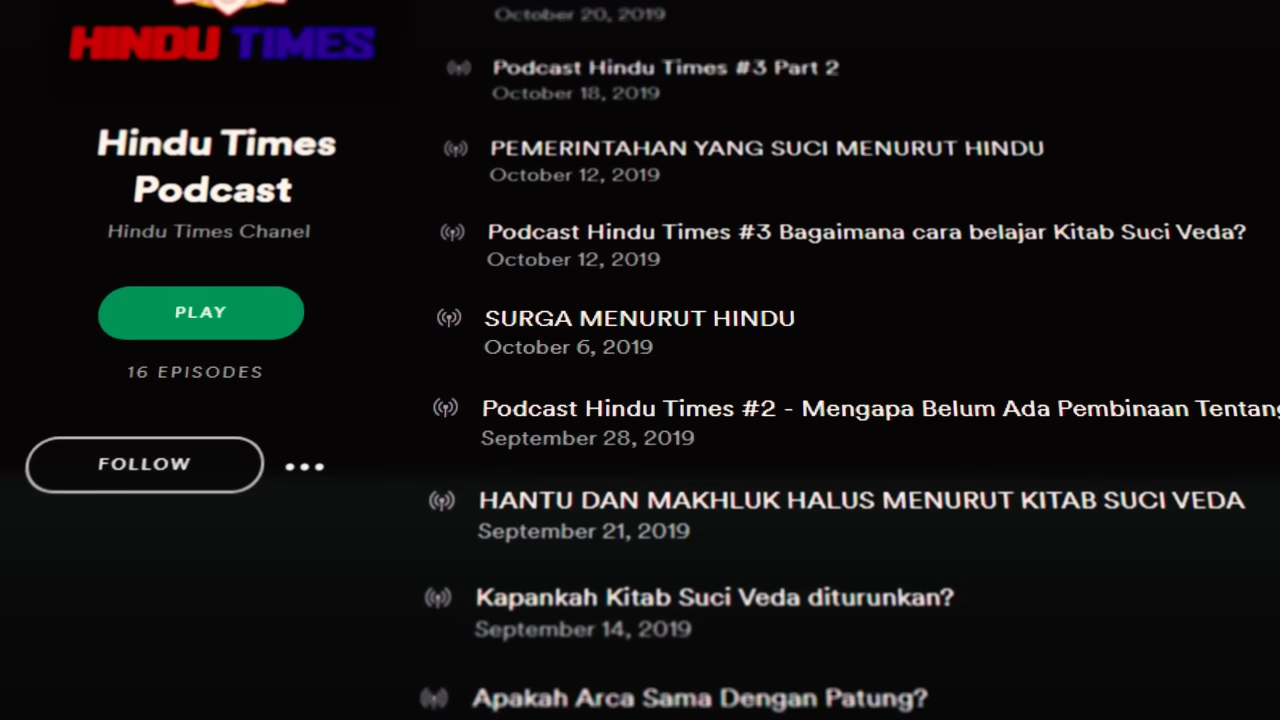 HINDU TIMES
Hindu Times
Podcast
Hindu Times Chanel
PLAY
16 EPISODES
FOLLOW
October 20, 2019
Podcast Hindu Times #3 Part 2
October 18, 2019
PEMERINTAHAN YANG SUCI MENURUT HINDU
October 12, 2019
Podcast Hindu Times #3 Bagaimana cara belajar Kitab Suci Veda?
October 12, 2019
SURGA MENURUT HINDU
October 6, 2019
Podcast Hindu Times #2 - Mengapa Belum Ada Pembinaan Tentang
September 28, 2019
HANTU DAN MAKHLUK HALUS MENURUT KITAB SUCI VEDA
September 21, 2019
Kapankah Kitab Suci Veda diturunkan?
September 14, 2019
Apakah Arca Sama Dengan Patung?